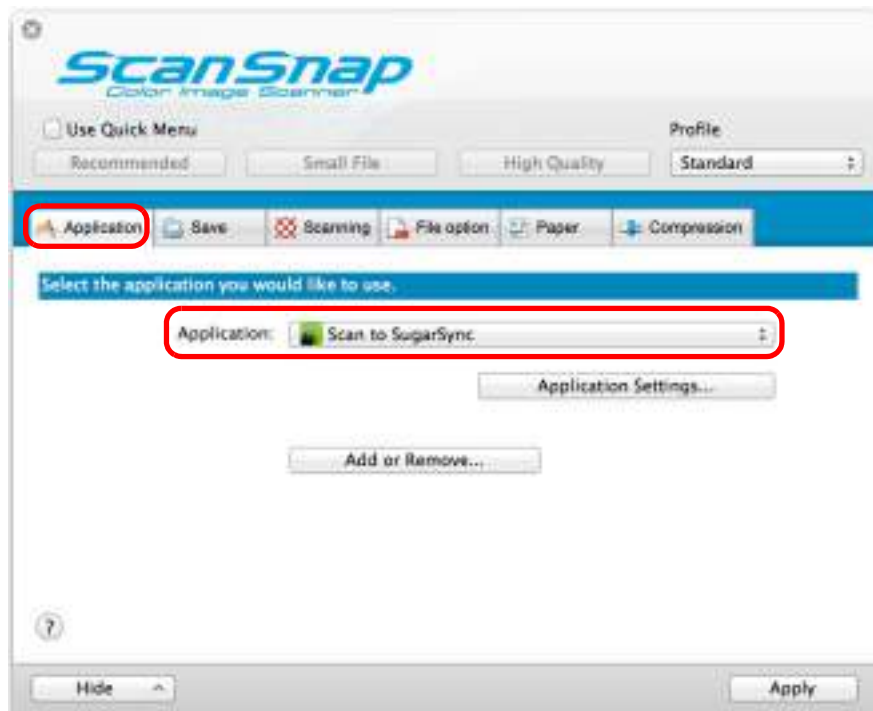 ScanSnap
Color Image Scanner
Use Quick Menu
Profile
Recommended Small File High Quality Standard
Application Save Scanning File option Paper Compression
Select the application you would like to use.
Application: Scan to SugarSync
Application Settings...
Add or Remove...
?
Hide Apply